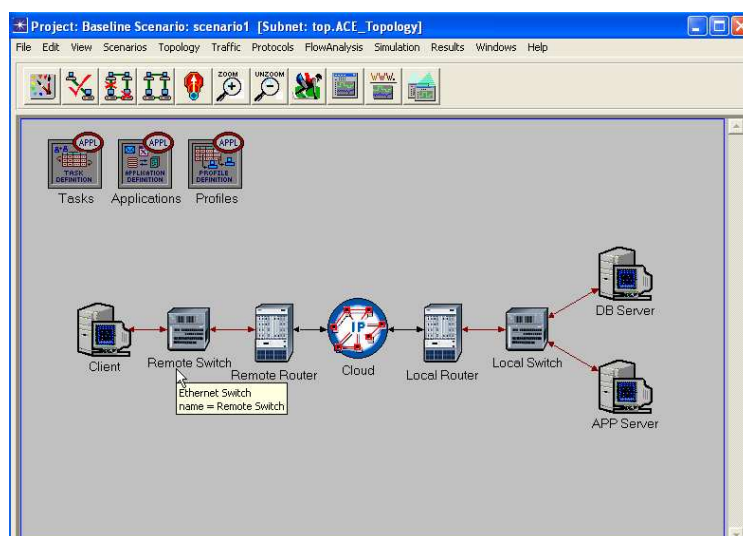 Project: Baseline Scenario: scenario1 [Subnet: top.ACE_Topology]
File Edit View Scenarios Topology Traffic Protocols FlowAnalysis Simulation Results Windows Help
ZOOM UNZOOM
APPL APPL APPL
TASK DEFINITION
APPLICATION DEFINITION
PROFILE DEFINITION
Tasks Applications Profiles
IP
DB Server
Client Remote Switch Remote Router Cloud Local Router Local Switch
Ethernet Switch
name = Remote Switch
APP Server